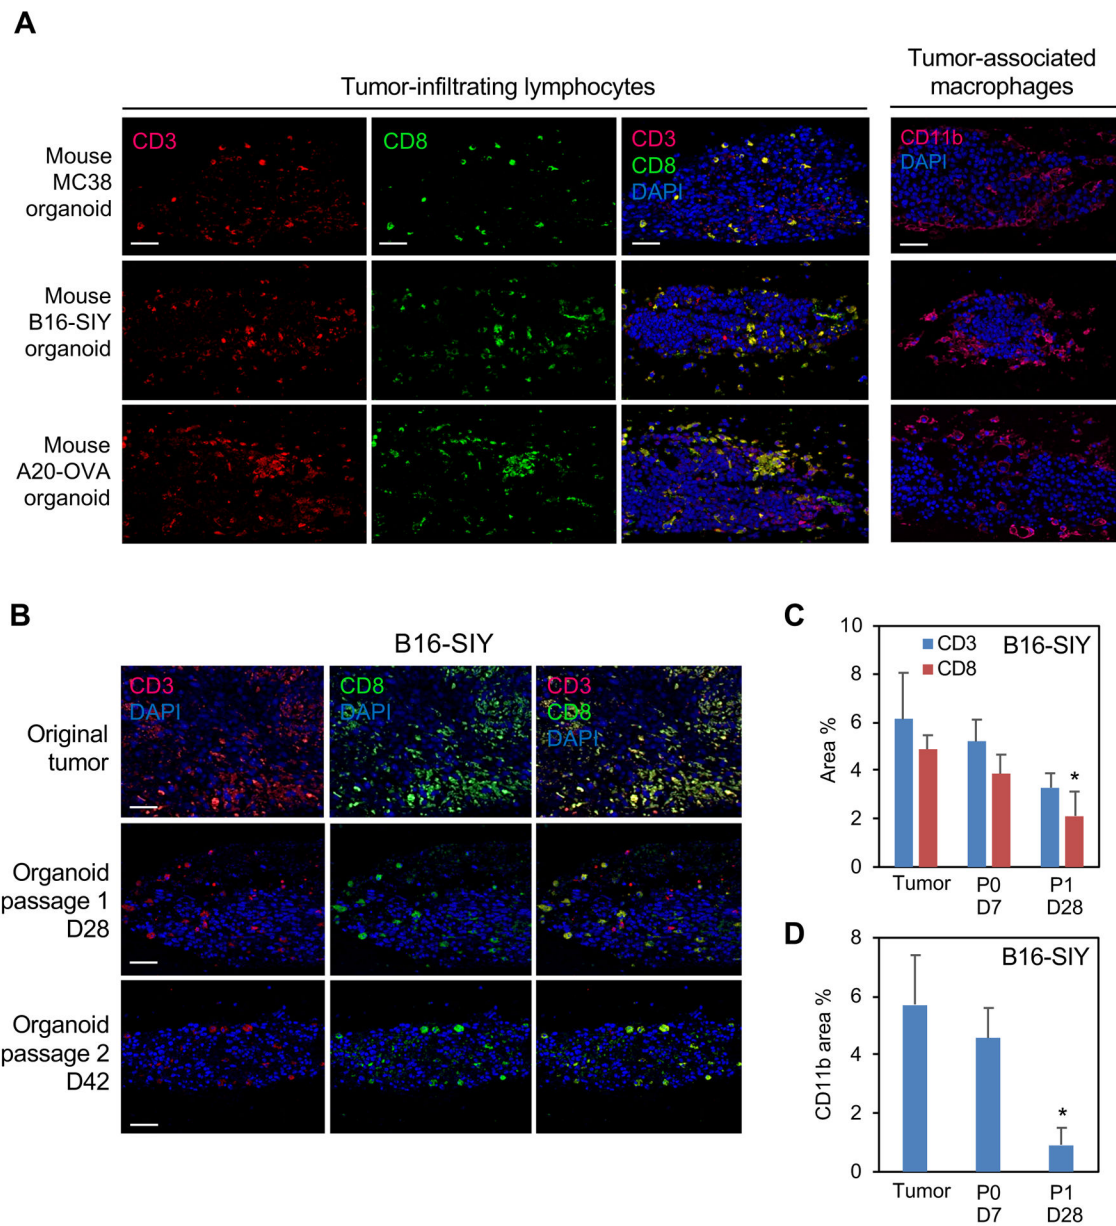 A
Tumor-infiltrating lymphocytes
Tumor-associated
macrophages
Mouse
MC38
organoid
CD3
CD8
CD3
CD8
DAPI
CD11b
DAPI
Mouse
B16-SIY
organoid
Mouse
A20-OVA
organoid
B
B16-SIY
Original
tumor
CD3
DAPI
CD8
DAPI
CD3
CD8
DAPI
Organoid
passage 1
D28
Organoid
passage 2
D42
C
10
8
6
4
2
0
Area %
CD3
CD8
B16-SIY
*
Tumor
P0
D7
P1
D28
D
8
6
4
2
0
CD11b area %
B16-SIY
*
Tumor
P0
D7
P1
D28